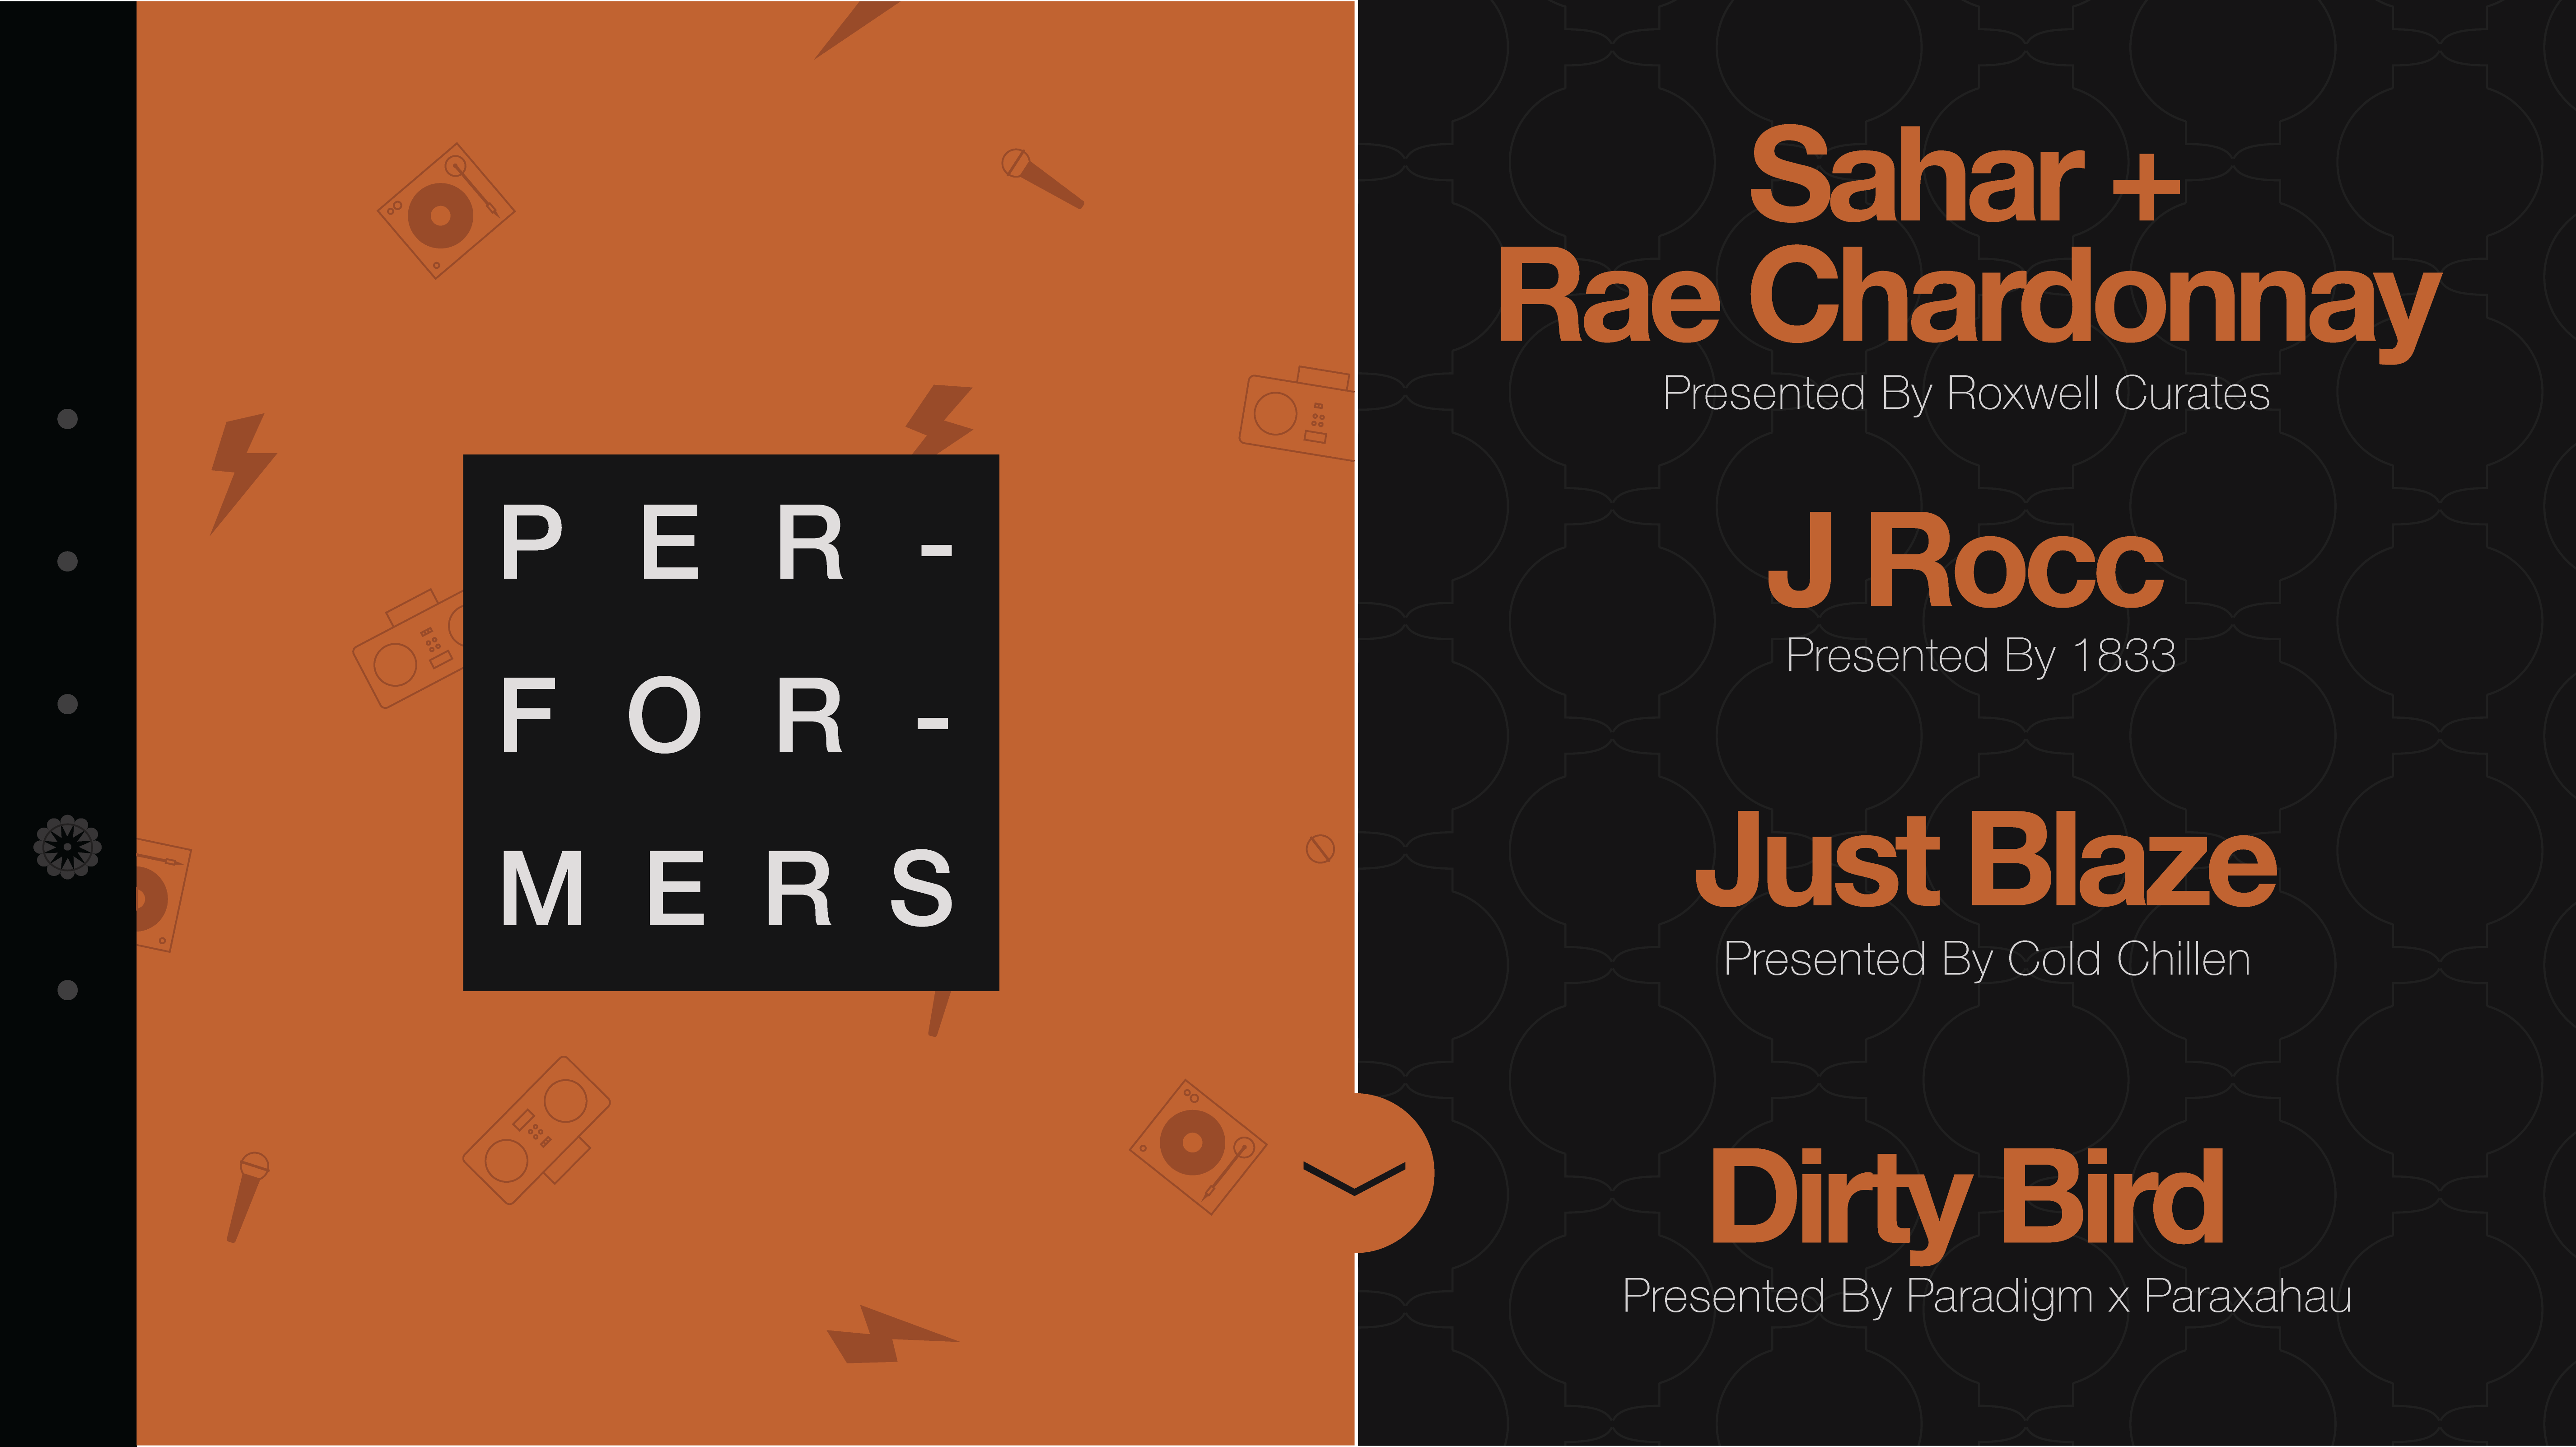 PER-
FOR-
MERS
Sahar +
Rae Chardonnay
Presented By Roxwell Curates
J Rocc
Presented By 1833
Just Blaze
Presented By Cold Chillen
Dirty Bird
Presented By Paradigm x Paraxahau